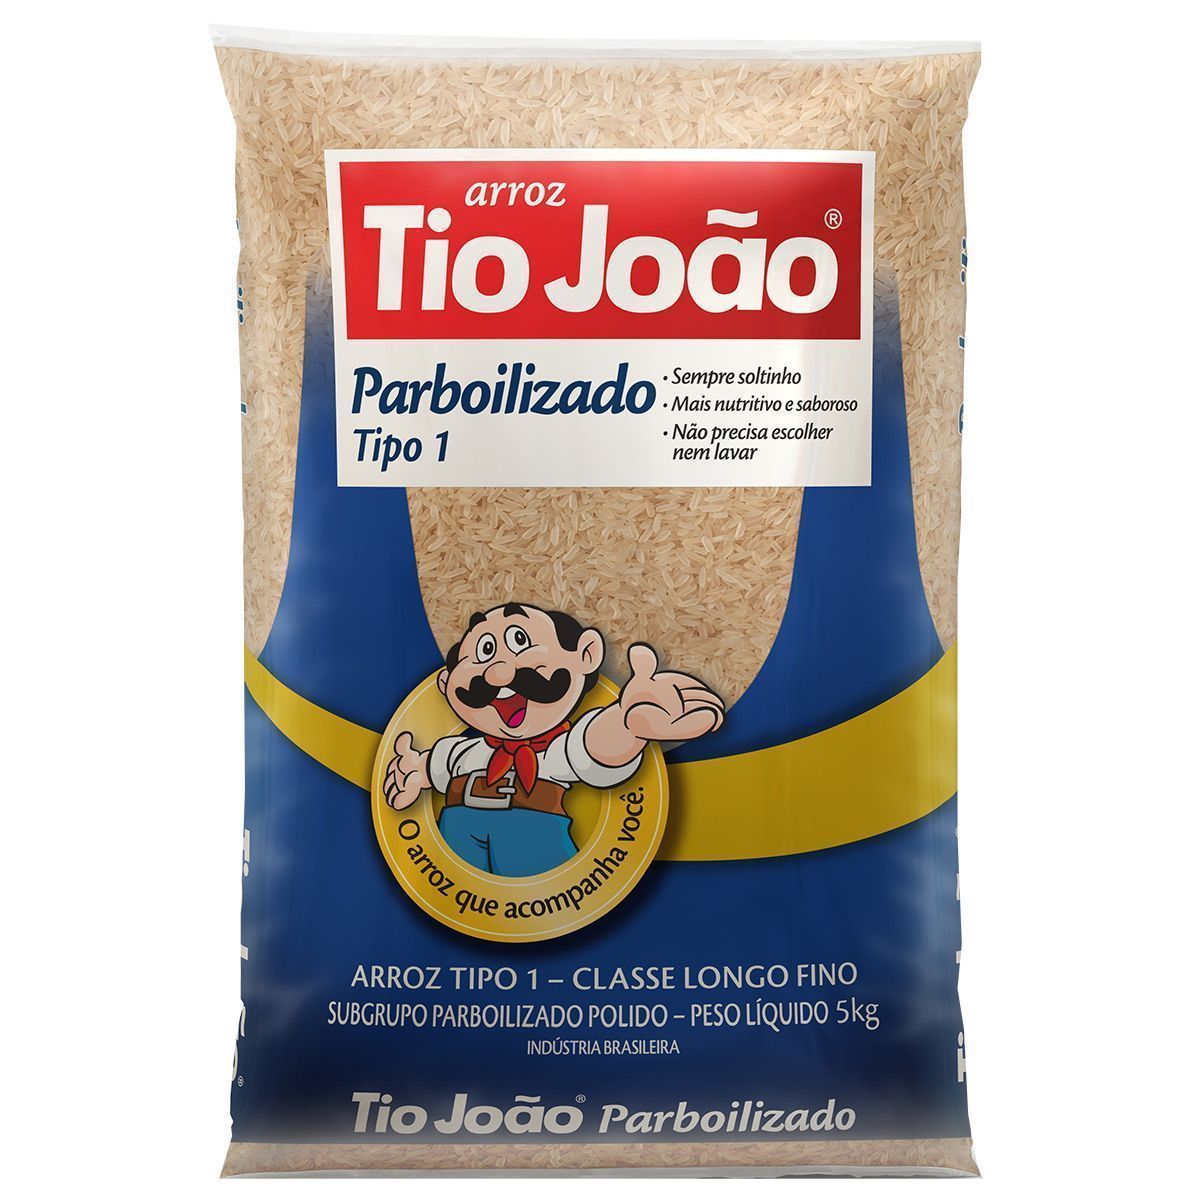 arroz
Tio João®
Parboilizado
Tipo 1
• Sempre soltinho
• Mais nutritivo e saboroso
• Não precisa escolher
nem lavar
O arroz que acompanha você.
ARROZ TIPO 1 – CLASSE LONGO FINO
SUBGRUPO PARBOILIZADO POLIDO – PESO LÍQUIDO 5kg
INDÚSTRIA BRASILEIRA
Tio João® Parboilizado